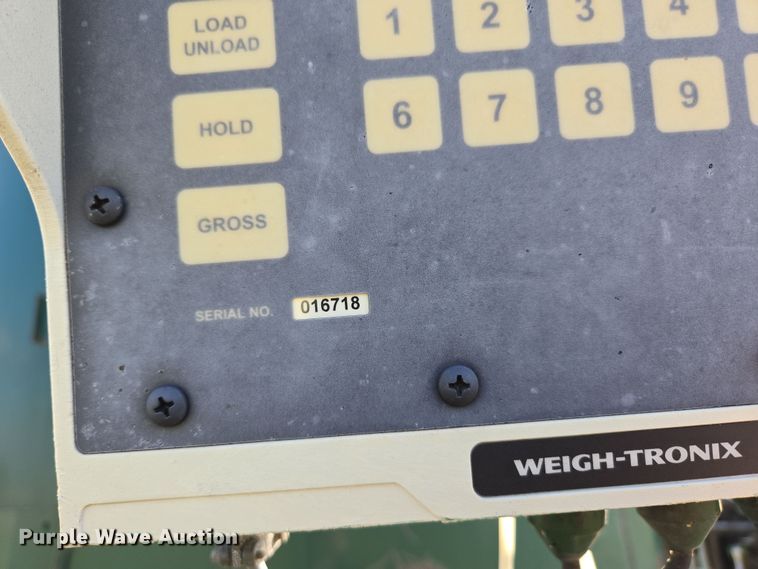 LOAD
UNLOAD
1 2 3 4
HOLD
6 7 8 9
GROSS
SERIAL NO. 016718
WEIGH-TRONIX
Purple Wave Auction